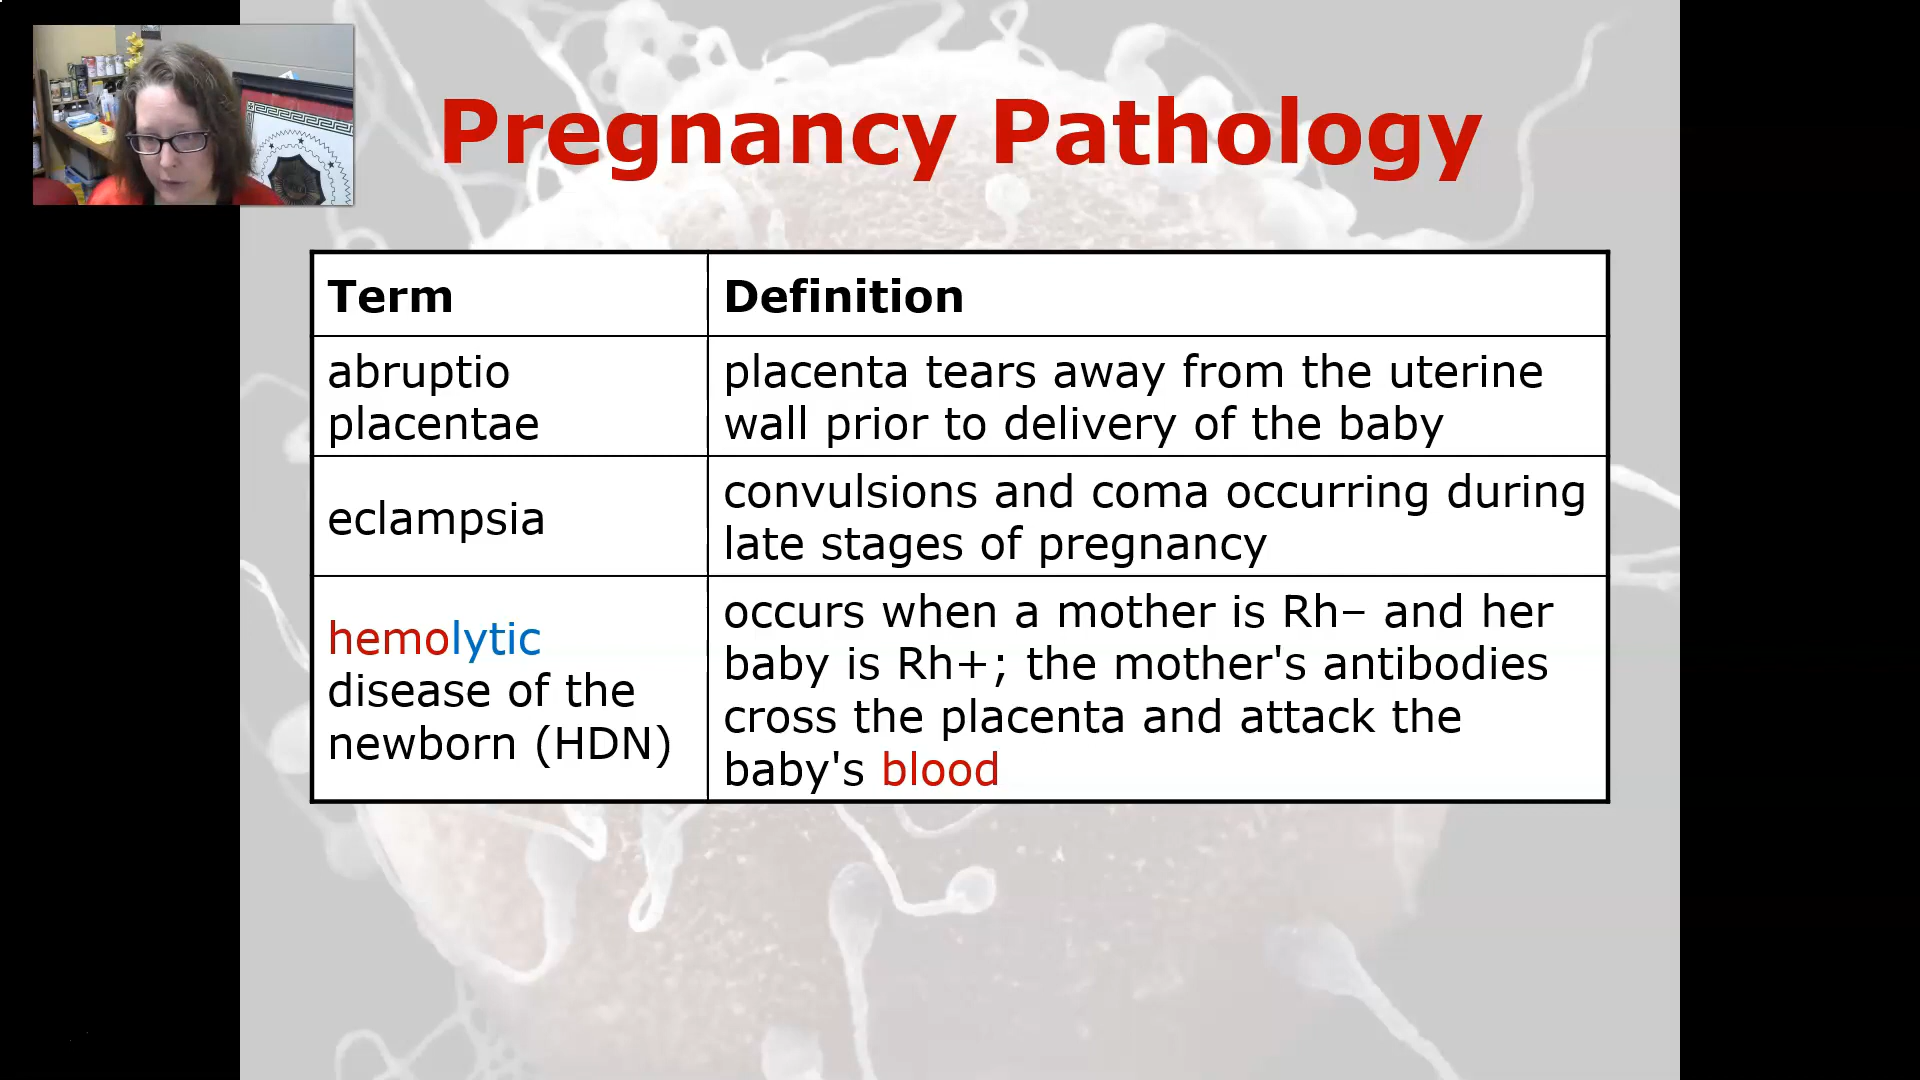 Pregnancy Pathology
Term
Definition
abruptio
placentae
placenta tears away from the uterine
wall prior to delivery of the baby
eclampsia
convulsions and coma occurring during
late stages of pregnancy
hemolytic
disease of the
newborn (HDN)
occurs when a mother is Rh– and her
baby is Rh+; the mother's antibodies
cross the placenta and attack the
baby's blood